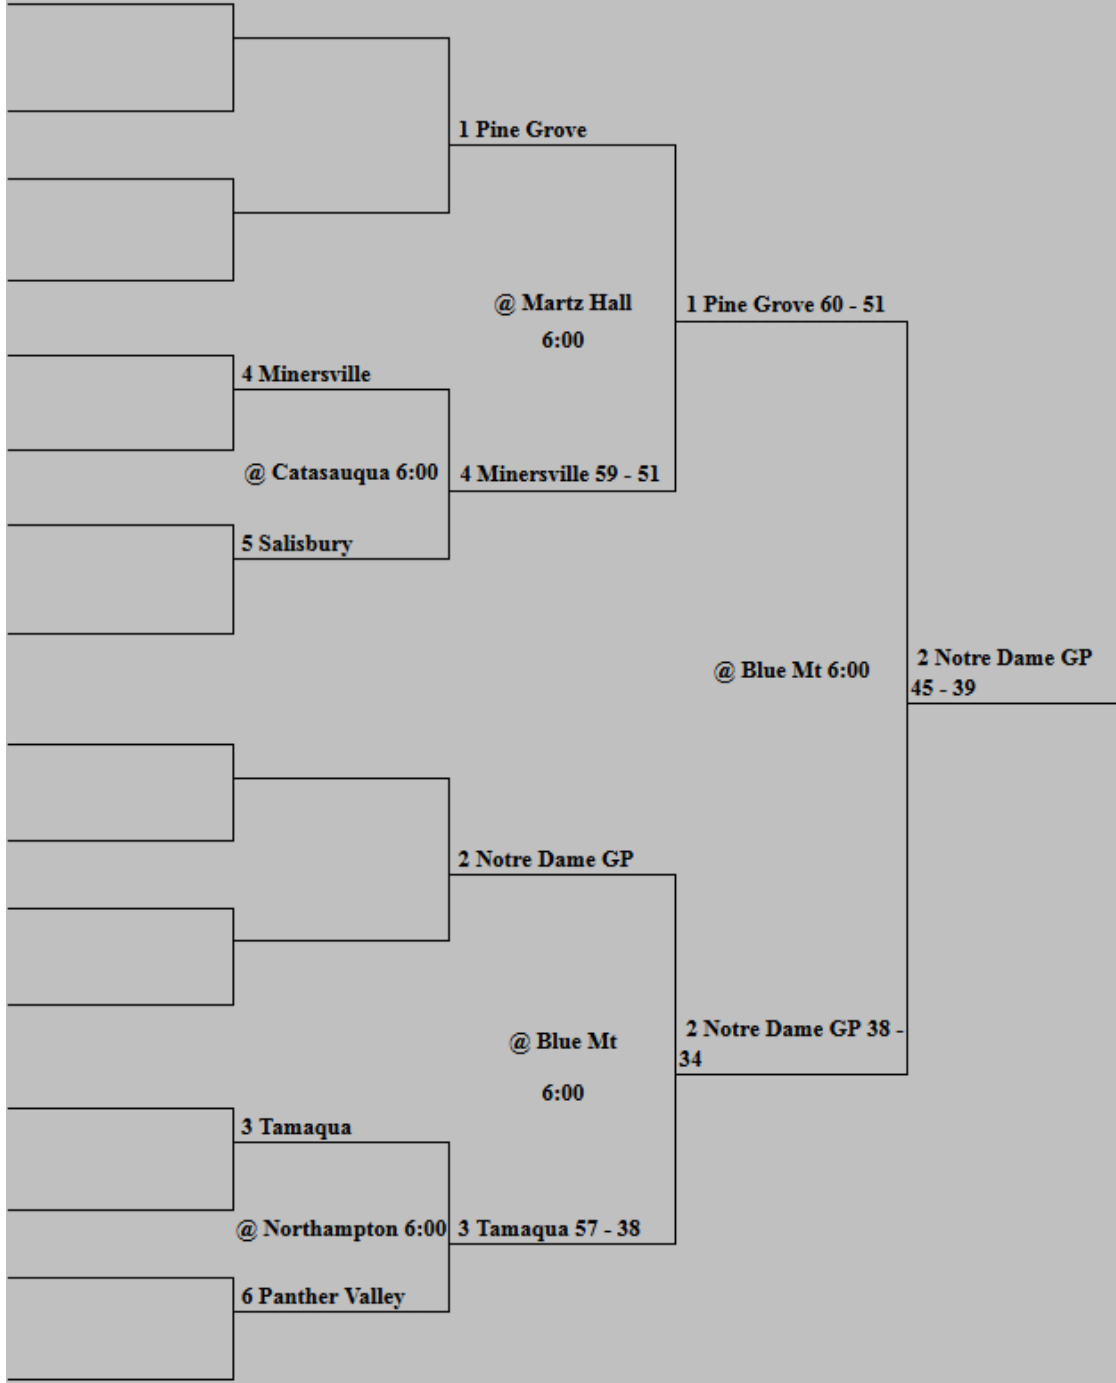 1 Pine Grove
@ Martz Hall
6:00
1 Pine Grove 60 - 51
4 Minersville
@ Catasauqua 6:00
4 Minersville 59 - 51
5 Salisbury
@ Blue Mt 6:00
2 Notre Dame GP
45 - 39
2 Notre Dame GP
@ Blue Mt
6:00
2 Notre Dame GP 38 -
34
3 Tamaqua
@ Northampton 6:00
3 Tamaqua 57 - 38
6 Panther Valley